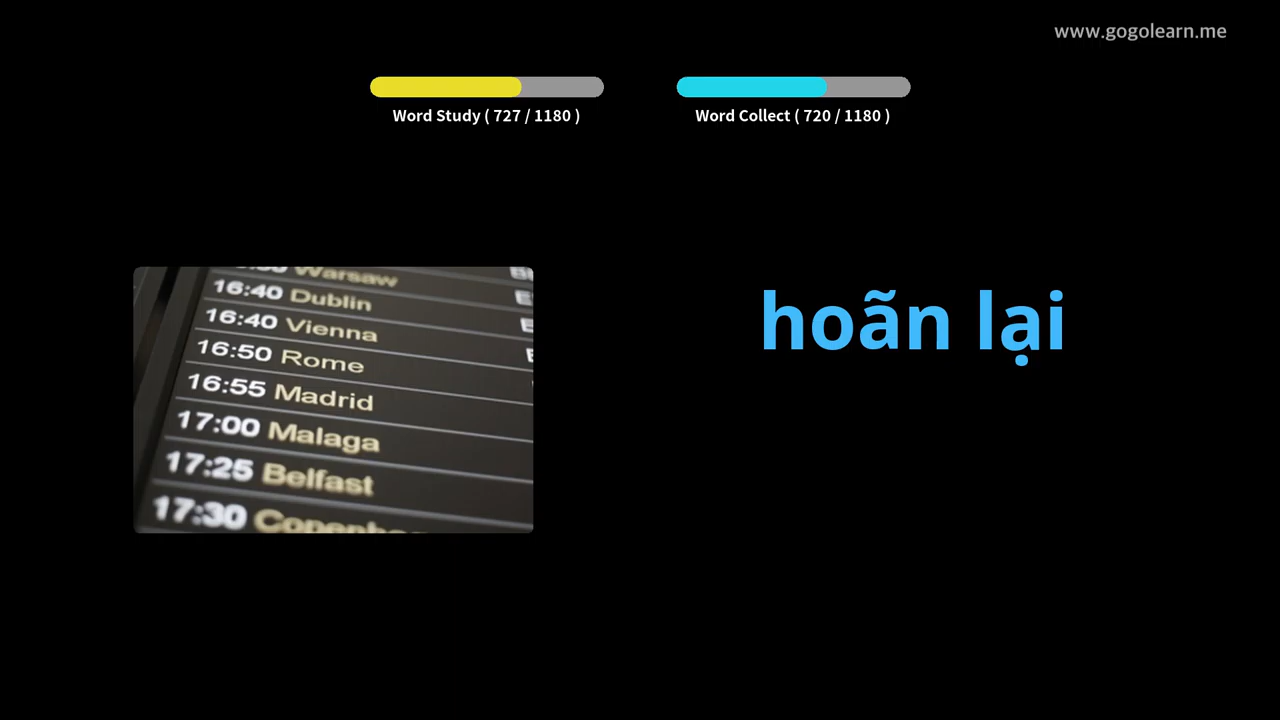 www.gogolearn.me
Word Study ( 727 / 1180 )
Word Collect ( 720 / 1180 )
Warsaw
16:40 Dublin
16:40 Vienna
16:50 Rome
16:55 Madrid
17:00 Malaga
17:25 Belfast
17:30
hoãn lại